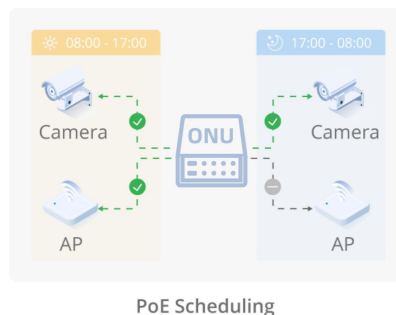 08:00 - 17:00
17:00 - 08:00
Camera
ONU
Camera
AP
AP
PoE Scheduling